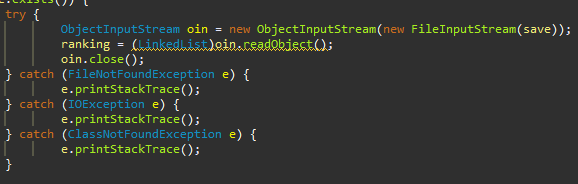 .exists()) {
try {
ObjectInputStream oin = new ObjectInputStream(new FileInputStream(save));
ranking = (LinkedList)oin.readObject();
oin.close();
} catch (FileNotFoundException e) {
e.printStackTrace();
} catch (IOException e) {
e.printStackTrace();
} catch (ClassNotFoundException e) {
e.printStackTrace();
}